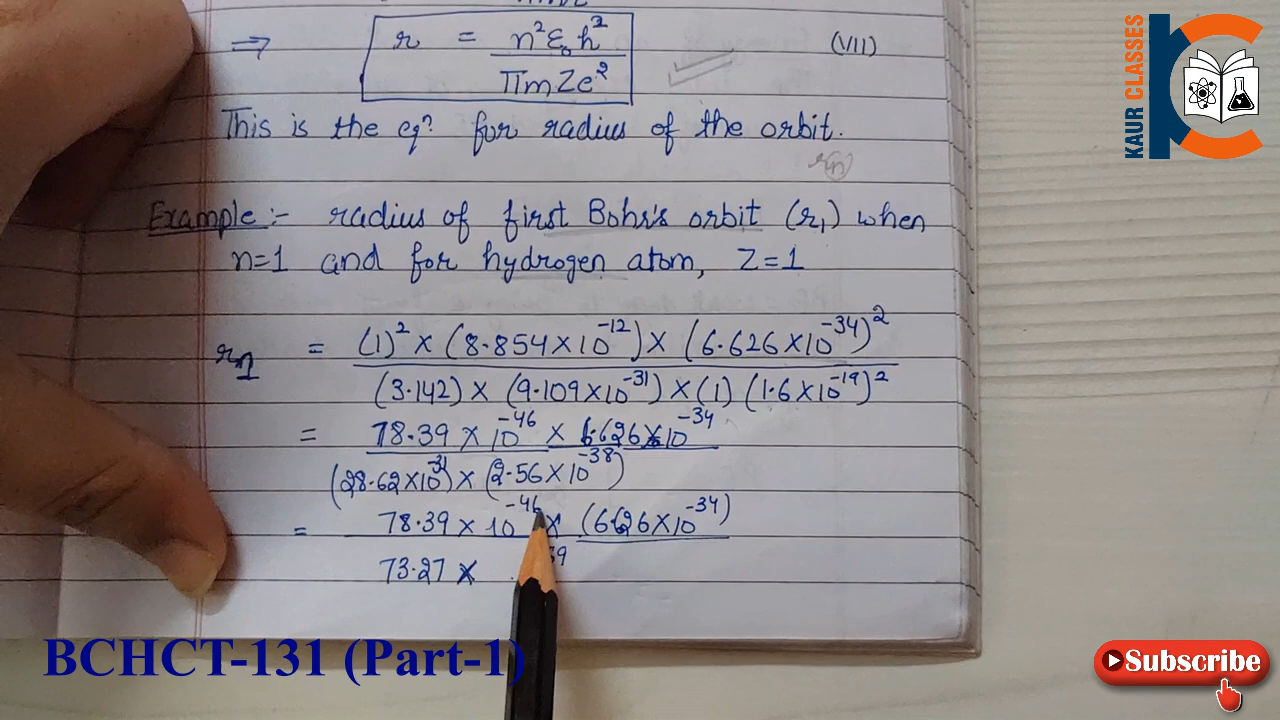 ⇒ r = n²ε₀h² / πmZe² (VII)
This is the eqⁿ for radius of the orbit.
(rn)
Example:- radius of first Bohr's orbit (r₁) when
n=1 and for hydrogen atom, Z=1
r₁ = (1)² × (8.854×10⁻¹²) × (6.626×10⁻³⁴)²
(3.142) × (9.109×10⁻³¹) × (1) (1.6×10⁻¹⁹)²
= 78.39 × 10⁻⁴⁶ × 6.626×10⁻³⁴
(28.62×10⁻³¹) × (2.56×10⁻³⁸)
= 78.39 × 10⁻⁴⁶ × (6.626×10⁻³⁴)
73.27 × 39
KAUR CLASSES
BCHCT-131 (Part-1)
Subscribe